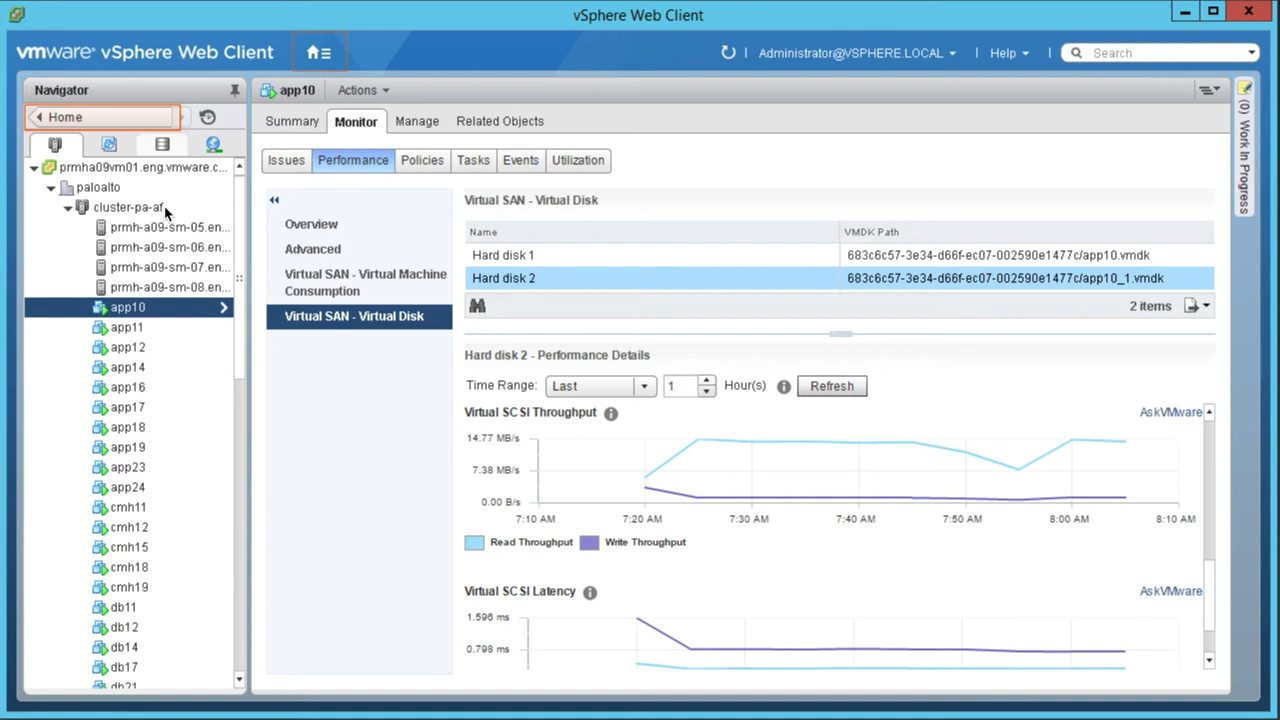 vSphere Web Client
vmware® vSphere Web Client
Administrator@VSPHERE.LOCAL
Help
Search
Navigator
Home
prmha09vm01.eng.vmware.c...
paloalto
cluster-pa-af
prmh-a09-sm-05.en...
prmh-a09-sm-06.en...
prmh-a09-sm-07.en...
prmh-a09-sm-08.en...
app10
app11
app12
app14
app16
app17
app18
app19
app23
app24
cmh11
cmh12
cmh15
cmh18
cmh19
db11
db12
db14
db17
db21
app10 Actions
Summary Monitor Manage Related Objects
Issues Performance Policies Tasks Events Utilization
Overview
Advanced
Virtual SAN - Virtual Machine
Consumption
Virtual SAN - Virtual Disk
Virtual SAN - Virtual Disk
Name VMDK Path
Hard disk 1 683c6c57-3e34-d66f-ec07-002590e1477c/app10.vmdk
Hard disk 2 683c6c57-3e34-d66f-ec07-002590e1477c/app10_1.vmdk
2 items
Hard disk 2 - Performance Details
Time Range: Last 1 Hour(s) Refresh
Virtual SCSI Throughput AskVMware
14.77 MB/s
7.38 MB/s
0.00 B/s
7:10 AM 7:20 AM 7:30 AM 7:40 AM 7:50 AM 8:00 AM 8:10 AM
Read Throughput Write Throughput
Virtual SCSI Latency AskVMware
1.596 ms
0.798 ms
(0) Work In Progress